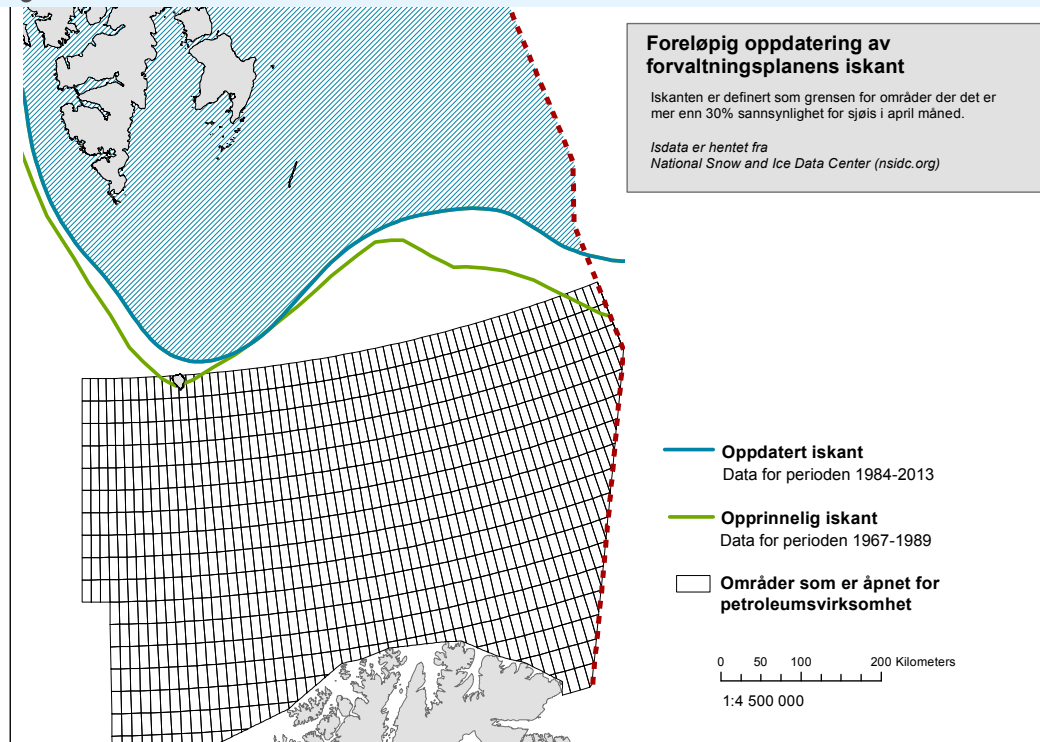 Foreløpig oppdatering av
forvaltningsplanens iskant
Iskanten er definert som grensen for områder der det er
mer enn 30% sannsynlighet for sjøis i april måned.
Isdata er hentet fra
National Snow and Ice Data Center (nsidc.org)
Oppdatert iskant
Data for perioden 1984-2013
Opprinnelig iskant
Data for perioden 1967-1989
Områder som er åpnet for
petroleumsvirksomhet
0 50 100 200 Kilometers
1:4 500 000